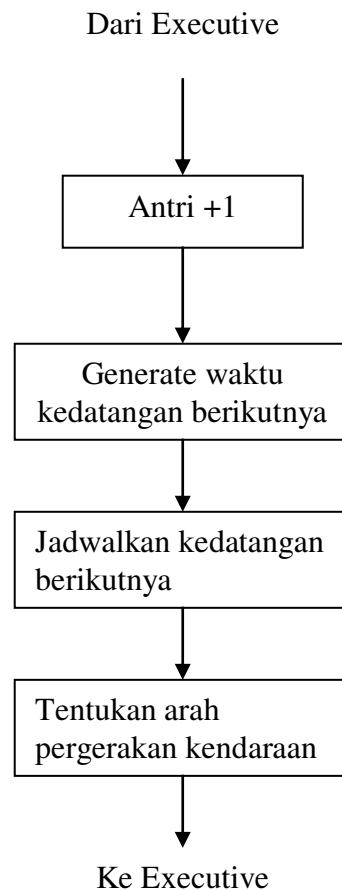 Dari Executive
Antri +1
Generate waktu
kedatangan berikutnya
Jadwalkan kedatangan
berikutnya
Tentukan arah
pergerakan kendaraan
Ke Executive